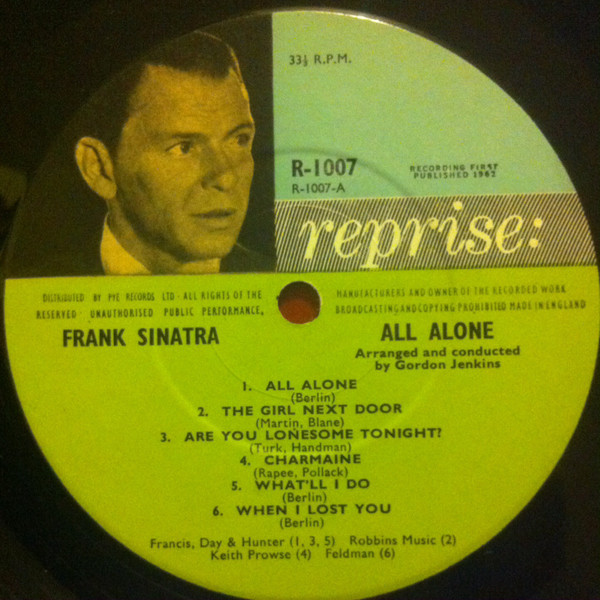 33⅓ R.P.M.
R-1007
R-1007-A
RECORDING FIRST
PUBLISHED 1962
reprise:
DISTRIBUTED BY PYE RECORDS LTD · ALL RIGHTS OF THE
RESERVED · UNAUTHORISED PUBLIC PERFORMANCE,
MANUFACTURERS AND OWNER OF THE RECORDED WORK
BROADCASTING AND COPYING PROHIBITED MADE IN ENGLAND
FRANK SINATRA
ALL ALONE
Arranged and conducted
by Gordon Jenkins
1. ALL ALONE
(Berlin)
2. THE GIRL NEXT DOOR
(Martin, Blane)
3. ARE YOU LONESOME TONIGHT?
(Turk, Handman)
4. CHARMAINE
(Rapee, Pollack)
5. WHAT'LL I DO
(Berlin)
6. WHEN I LOST YOU
(Berlin)
Francis, Day & Hunter (1, 3, 5) Robbins Music (2)
Keith Prowse (4) Feldman (6)